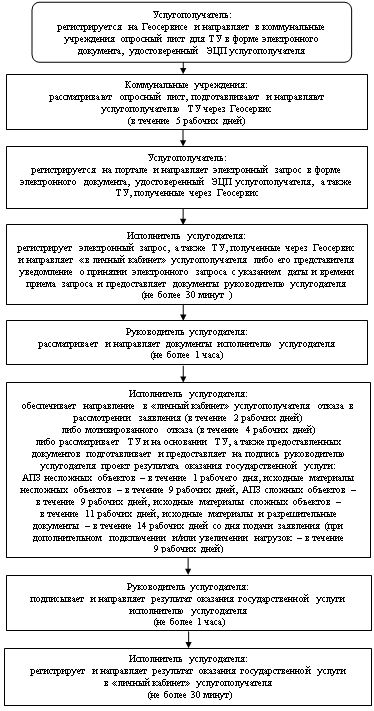 Услугополучатель:
регистрируется на Геосервисе и направляет в коммунальные
учреждения опросный лист для ТУ в форме электронного
документа, удостоверенный ЭЦП услугополучателя
Коммунальные учреждения:
рассматривают опросный лист, подготавливают и направляют
услугополучателю ТУ через Геосервис
(в течение 5 рабочих дней)
Услугополучатель:
регистрируется на портале и направляет электронный запрос в форме
электронного документа, удостоверенный ЭЦП услугополучателя, а также
ТУ, полученные через Геосервис
Исполнитель услугодателя:
регистрирует электронный запрос, а также ТУ, полученные через Геосервис
и направляет «в личный кабинет» услугополучателя либо его представителя
уведомление о принятии электронного запроса с указанием даты и времени
приема запроса и предоставляет документы руководителю услугодателя
(не более 30 минут )
Руководитель услугодателя:
рассматривает и направляет документы исполнителю услугодателя
(не более 1 часа)
Исполнитель услугодателя:
обеспечивает направление в «личный кабинет» услугополучателя отказа в
рассмотрении заявления (в течение 2 рабочих дней)
либо мотивированного отказа (в течение 4 рабочих дней)
либо рассматривает ТУ и на основании ТУ, а также предоставленных
документов подготавливает и предоставляет на подпись руководителю
услугодателя проект результата оказания государственной услуги:
АПЗ несложных объектов – в течение 1 рабочего дня, исходные материалы
несложных объектов – в течение 9 рабочих дней, АПЗ сложных объектов –
в течение 9 рабочих дней, исходные материалы сложных объектов –
в течение 11 рабочих дней, исходные материалы и разрешительные
документы – в течение 14 рабочих дней со дня подачи заявления (при
дополнительном подключении и/или увеличении нагрузок – в течение
9 рабочих дней)
Руководитель услугодателя:
подписывает и направляет результат оказания государственной услуги
исполнителю услугодателя
(не более 1 часа)
Исполнитель услугодателя:
регистрирует и направляет результат оказания государственной услуги
в «личный кабинет» услугополучателя
(не более 30 минут)